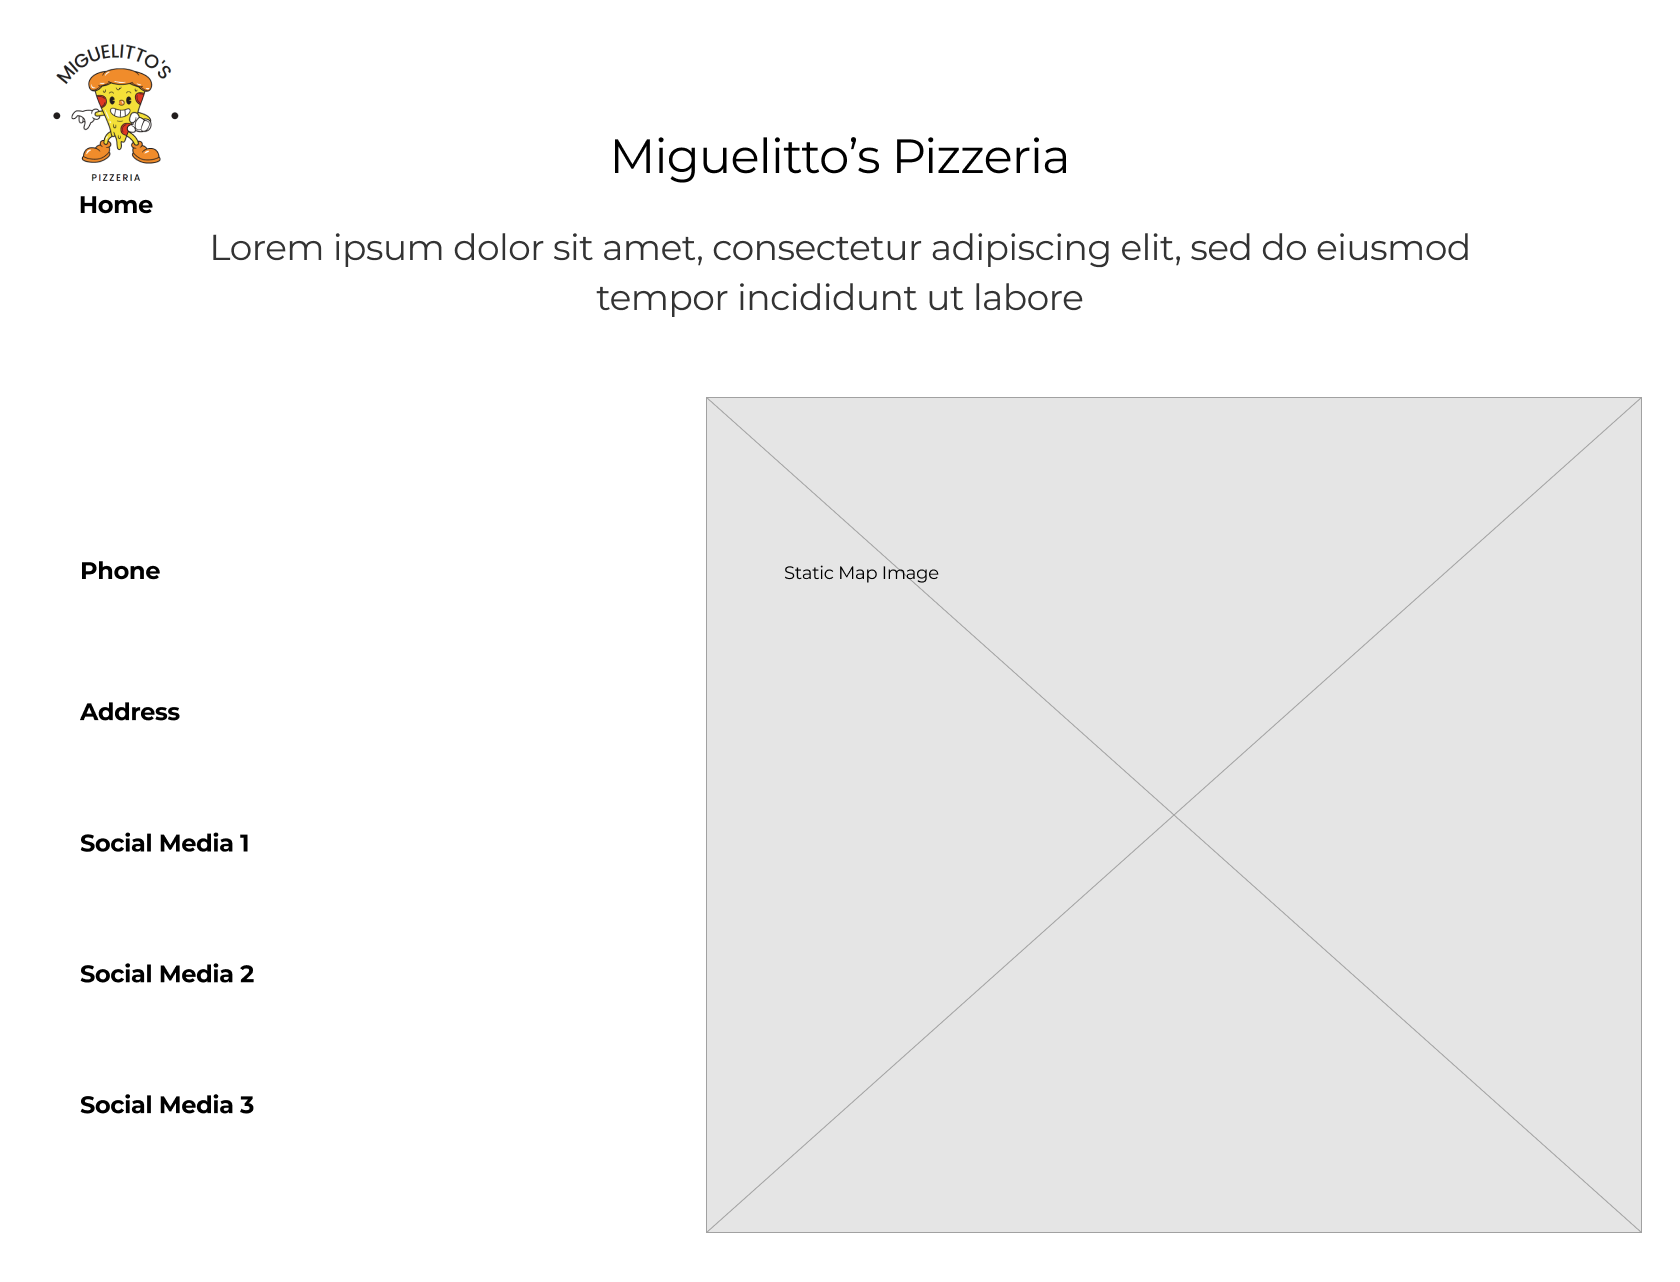 MIGUELITTO'S
PIZZERIA
Home
Miguelitto’s Pizzeria
Lorem ipsum dolor sit amet, consectetur adipiscing elit, sed do eiusmod
tempor incididunt ut labore
Phone
Static Map Image
Address
Social Media 1
Social Media 2
Social Media 3